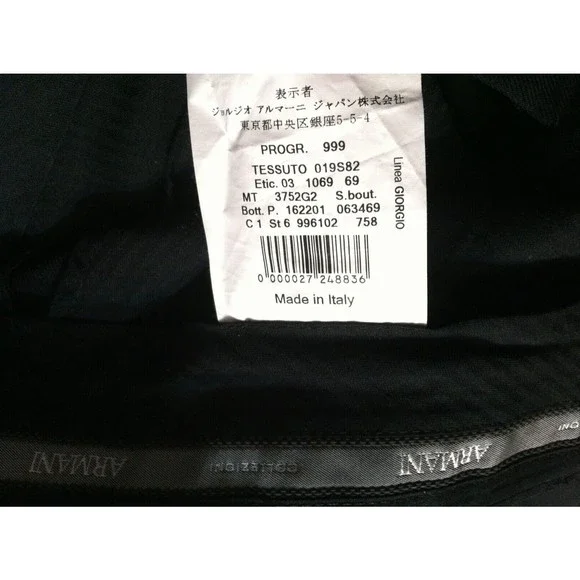 表示者
ジョルジオ アルマーニ ジャパン株式会社
東京都中央区銀座5-5-4
PROGR. 999
TESSUTO 019S82
Etic. 03 1069 69
MT 3752G2 S.bout.
Bott. P. 162201 063469
C 1 St 6 996102 758
0 000027 248836
Made in Italy
Linea GIORGIO
ARMANI COLLEZIONI ARMANI